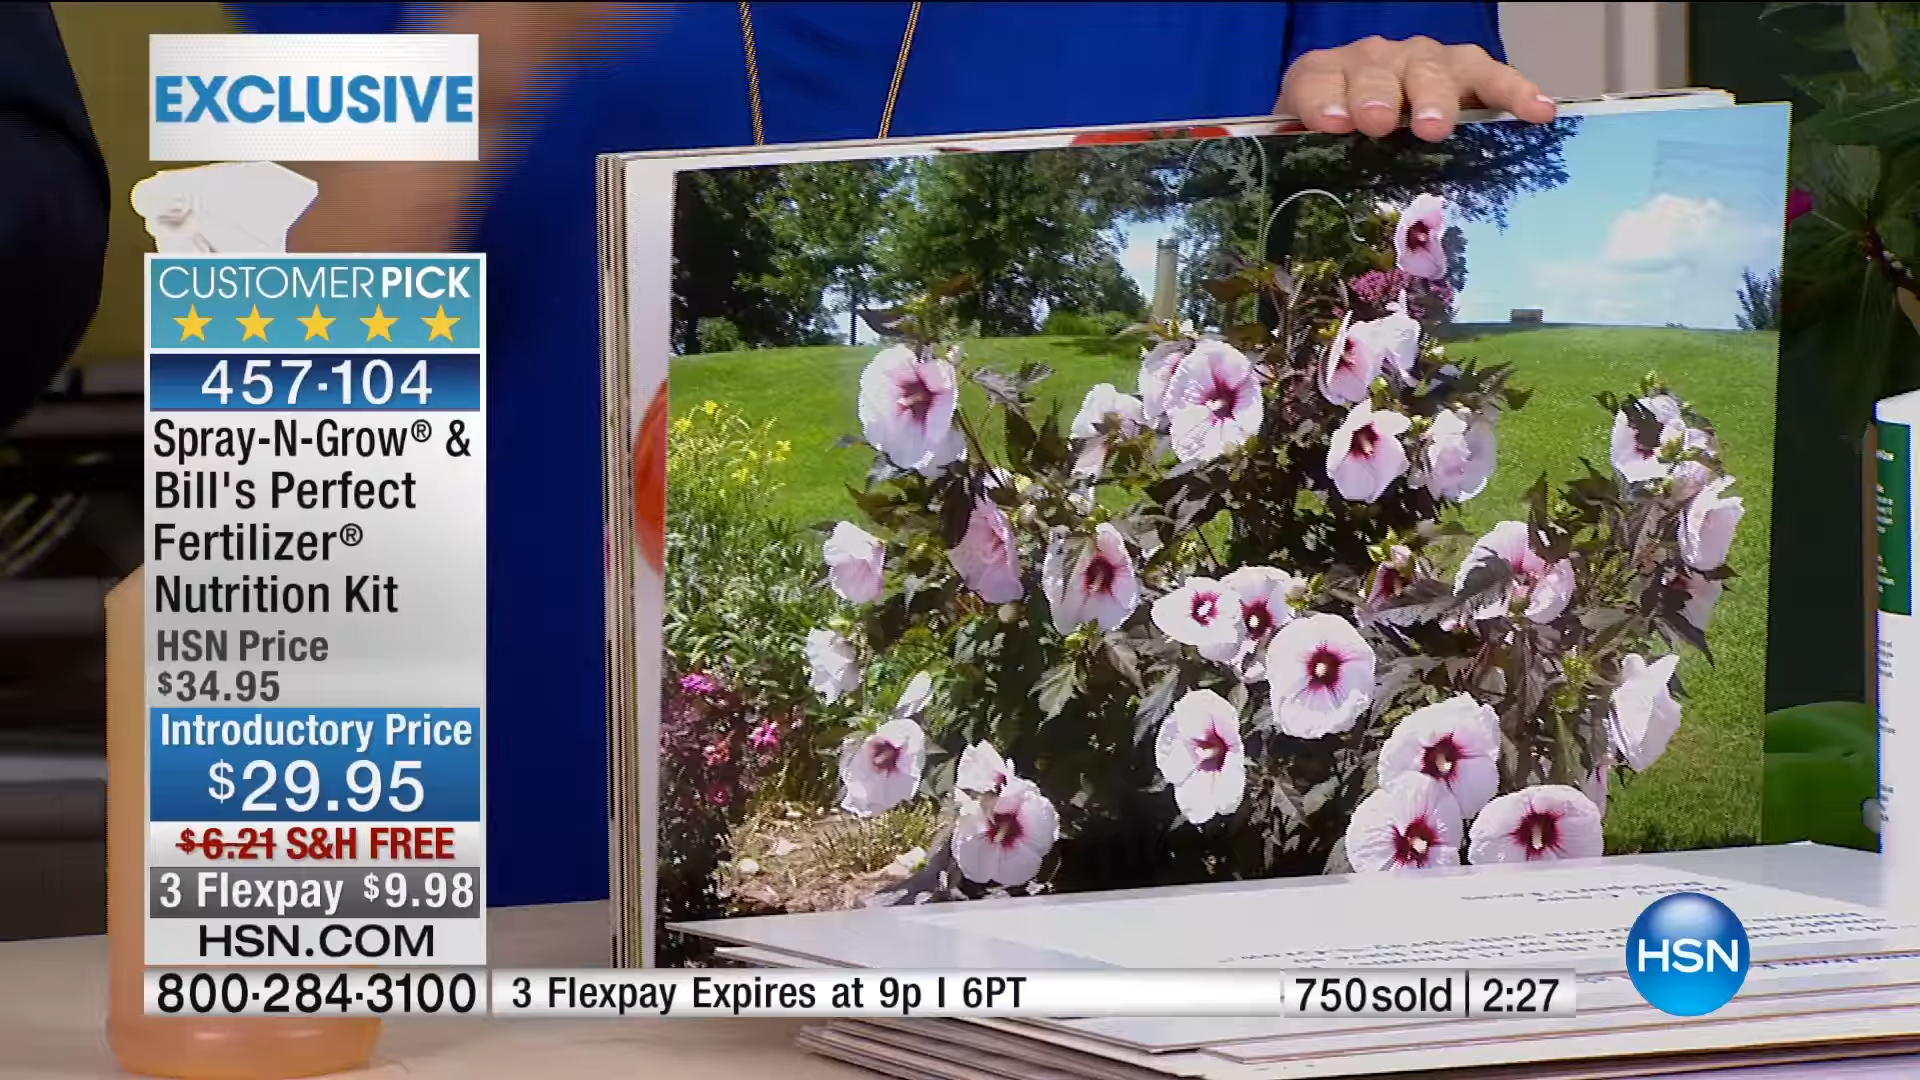 EXCLUSIVE
CUSTOMER PICK
457·104
Spray-N-Grow® &
Bill's Perfect
Fertilizer®
Nutrition Kit
HSN Price
$34.95
Introductory Price
$29.95
$6.21 S&H FREE
3 Flexpay $9.98
HSN.COM
800·284·3100
3 Flexpay Expires at 9p | 6PT
750 sold | 2:27
HSN